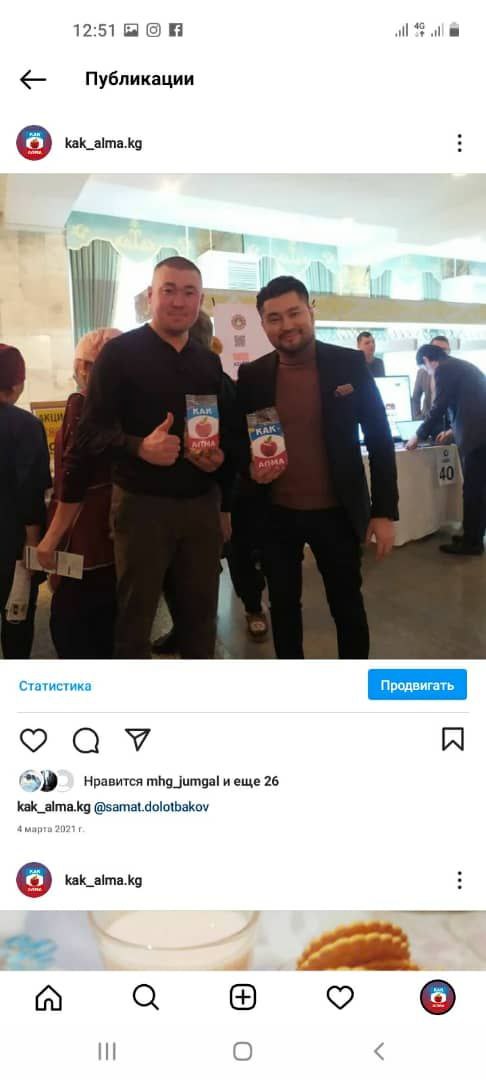 12:51
4G
Публикации
kak_alma.kg
АКЦИ
КАК
АЛМА
КАК-
АЛМА
40
Статистика
Продвигать
Нравится mhg_jumgal и еще 26
kak_alma.kg @samat.dolotbakov
4 марта 2021 г.
kak_alma.kg